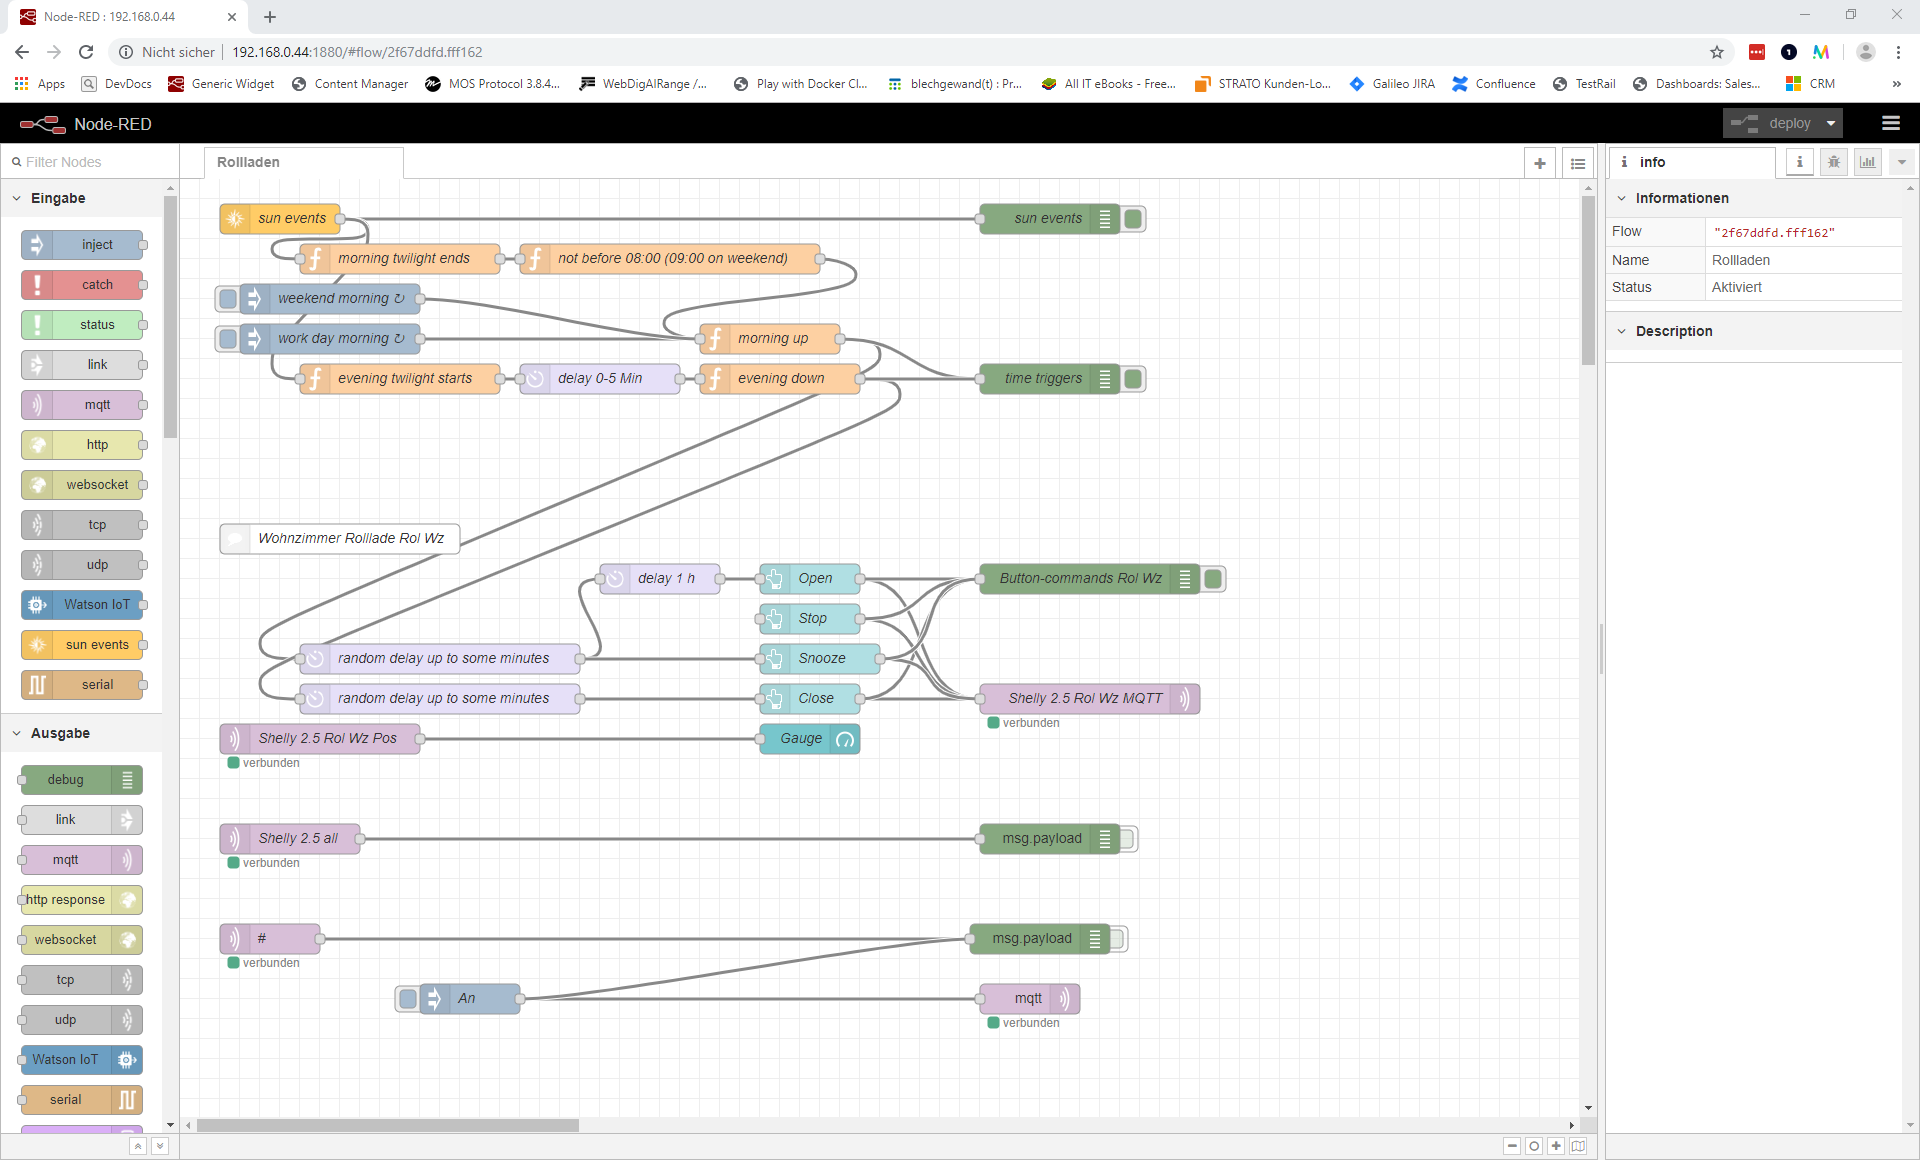 Node-RED : 192.168.0.44
Nicht sicher 192.168.0.44:1880/#flow/2f67ddfd.fff162
Apps DevDocs Generic Widget Content Manager MOS Protocol 3.8.4... WebDigAIRange /... Play with Docker Cl... blechgewand(t) : Pr... All IT eBooks - Free... STRATO Kunden-Lo... Galileo JIRA Confluence TestRail Dashboards: Sales... CRM »
Node-RED
deploy
Filter Nodes
Eingabe
inject
catch
status
link
mqtt
http
websocket
tcp
udp
Watson IoT
sun events
serial
Ausgabe
debug
link
mqtt
http response
websocket
tcp
udp
Watson IoT
serial
Rollladen
sun events
sun events
morning twilight ends
not before 08:00 (09:00 on weekend)
weekend morning ↻
work day morning ↻
morning up
evening twilight starts
delay 0-5 Min
evening down
time triggers
Wohnzimmer Rolllade Rol Wz
delay 1 h
Open
Button-commands Rol Wz
Stop
random delay up to some minutes
Snooze
random delay up to some minutes
Close
Shelly 2.5 Rol Wz MQTT
verbunden
Shelly 2.5 Rol Wz Pos
Gauge
verbunden
Shelly 2.5 all
msg.payload
verbunden
#
msg.payload
verbunden
An
mqtt
verbunden
info
Informationen
Flow "2f67ddfd.fff162"
Name Rollladen
Status Aktiviert
Description